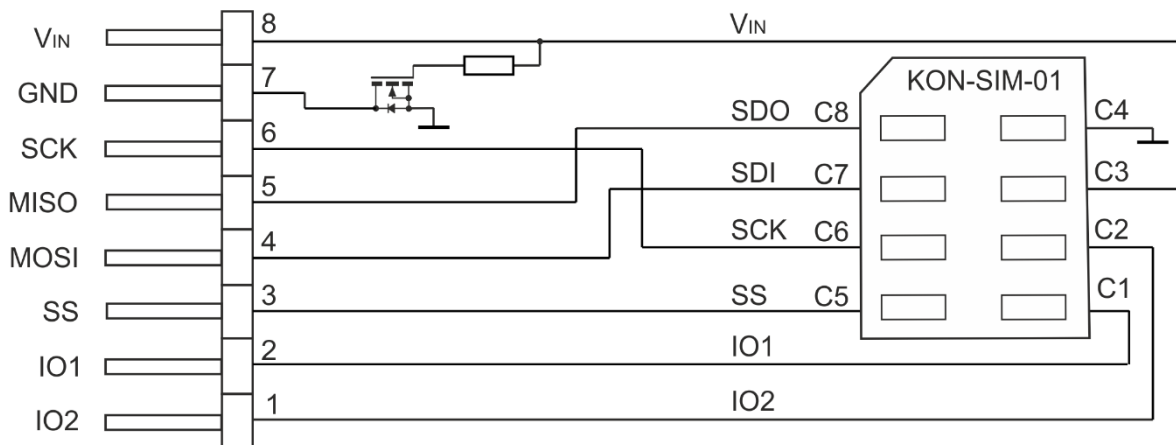 VIN
GND
SCK
MISO
MOSI
SS
IO1
IO2
8
7
6
5
4
3
2
1
VIN
SDO C8
SDI C7
SCK C6
SS C5
IO1
IO2
KON-SIM-01
C4
C3
C2
C1